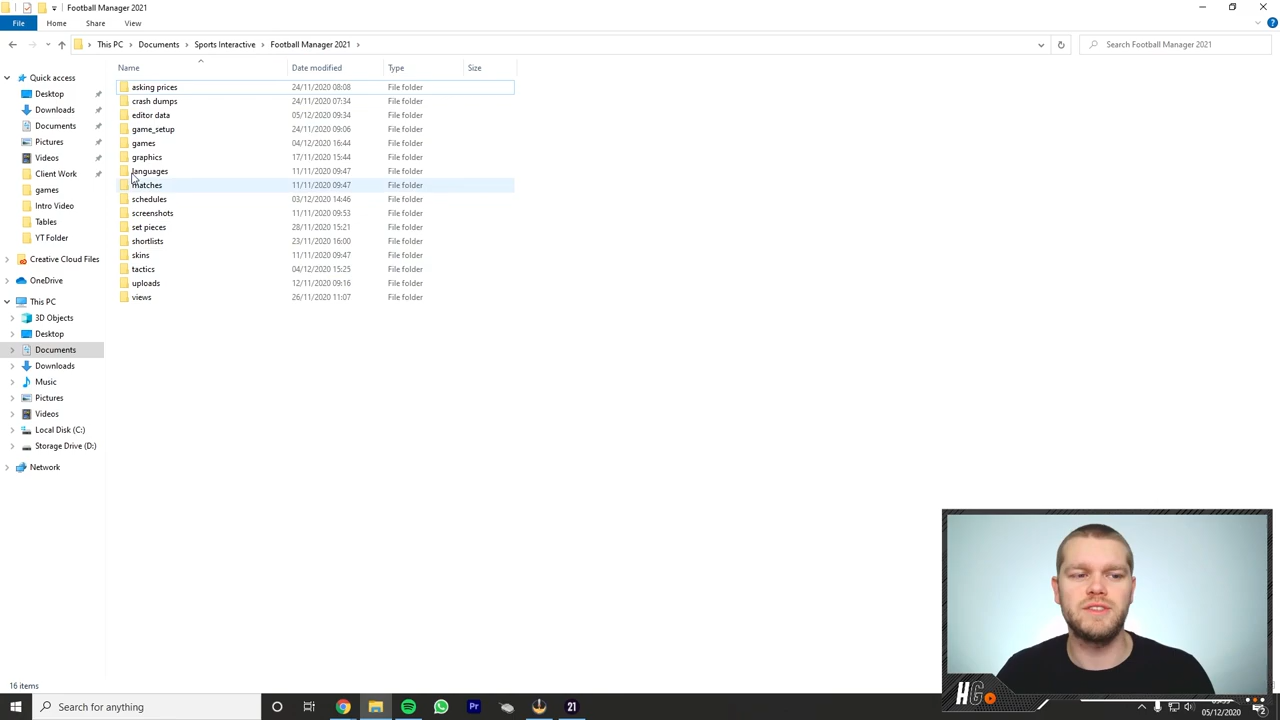 Football Manager 2021
File Home Share View
This PC Documents Sports Interactive Football Manager 2021
Search Football Manager 2021
Name Date modified Type Size
Quick access
Desktop
Downloads
Documents
Pictures
Videos
Client Work
games
Intro Video
Tables
YT Folder
Creative Cloud Files
OneDrive
This PC
3D Objects
Desktop
Documents
Downloads
Music
Pictures
Videos
Local Disk (C:)
Storage Drive (D:)
Network
asking prices 24/11/2020 08:08 File folder
crash dumps 24/11/2020 07:34 File folder
editor data 05/12/2020 09:34 File folder
game_setup 24/11/2020 09:06 File folder
games 04/12/2020 16:44 File folder
graphics 17/11/2020 15:44 File folder
languages 11/11/2020 09:47 File folder
matches 11/11/2020 09:47 File folder
schedules 03/12/2020 14:46 File folder
screenshots 11/11/2020 09:53 File folder
set pieces 28/11/2020 15:21 File folder
shortlists 23/11/2020 16:00 File folder
skins 11/11/2020 09:47 File folder
tactics 04/12/2020 15:25 File folder
uploads 12/11/2020 09:16 File folder
views 26/11/2020 11:07 File folder
16 items
HG
Search for anything
Pr
21
05/12/2020
2